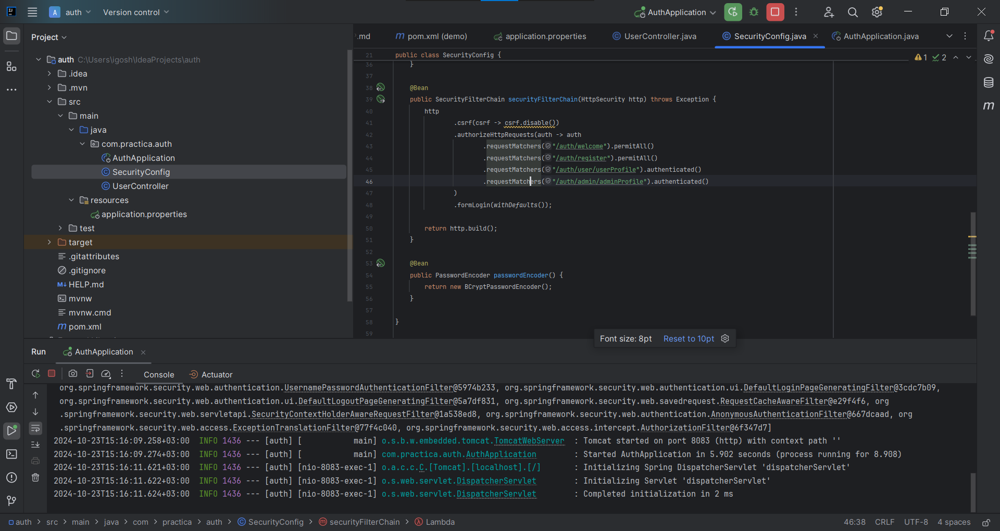 A auth Version control AuthApplication
Project
.md pom.xml (demo) application.properties UserController.java SecurityConfig.java AuthApplication.java
auth C:\Users\igosh\IdeaProjects\auth
.idea
.mvn
src
main
java
com.practica.auth
AuthApplication
SecurityConfig
UserController
resources
application.properties
test
target
.gitattributes
.gitignore
HELP.md
mvnw
mvnw.cmd
pom.xml
1 2
21 public class SecurityConfig {
36 }
37
38 @Bean
39 public SecurityFilterChain securityFilterChain(HttpSecurity http) throws Exception {
40 http
41 .csrf(csrf -> csrf.disable())
42 .authorizeHttpRequests(auth -> auth
43 .requestMatchers("/auth/welcome").permitAll()
44 .requestMatchers("/auth/register").permitAll()
45 .requestMatchers("/auth/user/userProfile").authenticated()
46 .requestMatchers("/auth/admin/adminProfile").authenticated()
47 )
48 .formLogin(withDefaults());
49
50 return http.build();
51 }
52
53 @Bean
54 public PasswordEncoder passwordEncoder() {
55 return new BCryptPasswordEncoder();
56 }
57
58 }
59
Font size: 8pt Reset to 10pt
Run AuthApplication
Console Actuator
org.springframework.security.web.authentication.UsernamePasswordAuthenticationFilter@5974b233, org.springframework.security.web.authentication.ui.DefaultLoginPageGeneratingFilter@3cdc7b09,
org.springframework.security.web.authentication.ui.DefaultLogoutPageGeneratingFilter@5a7df831, org.springframework.security.web.savedrequest.RequestCacheAwareFilter@e29f4f6, org
.springframework.security.web.servletapi.SecurityContextHolderAwareRequestFilter@1a538ed8, org.springframework.security.web.authentication.AnonymousAuthenticationFilter@667dcaad, org
.springframework.security.web.access.ExceptionTranslationFilter@77f4c040, org.springframework.security.web.access.intercept.AuthorizationFilter@6f347d7]
2024-10-23T15:16:09.258+03:00 INFO 1436 --- [auth] [ main] o.s.b.w.embedded.tomcat.TomcatWebServer : Tomcat started on port 8083 (http) with context path ''
2024-10-23T15:16:09.274+03:00 INFO 1436 --- [auth] [ main] com.practica.auth.AuthApplication : Started AuthApplication in 5.902 seconds (process running for 8.908)
2024-10-23T15:16:11.621+03:00 INFO 1436 --- [auth] [nio-8083-exec-1] o.a.c.c.C.[Tomcat].[localhost].[/] : Initializing Spring DispatcherServlet 'dispatcherServlet'
2024-10-23T15:16:11.622+03:00 INFO 1436 --- [auth] [nio-8083-exec-1] o.s.web.servlet.DispatcherServlet : Initializing Servlet 'dispatcherServlet'
2024-10-23T15:16:11.624+03:00 INFO 1436 --- [auth] [nio-8083-exec-1] o.s.web.servlet.DispatcherServlet : Completed initialization in 2 ms
auth > src > main > java > com > practica > auth > SecurityConfig > securityFilterChain > Lambda 46:38 CRLF UTF-8 4 spaces